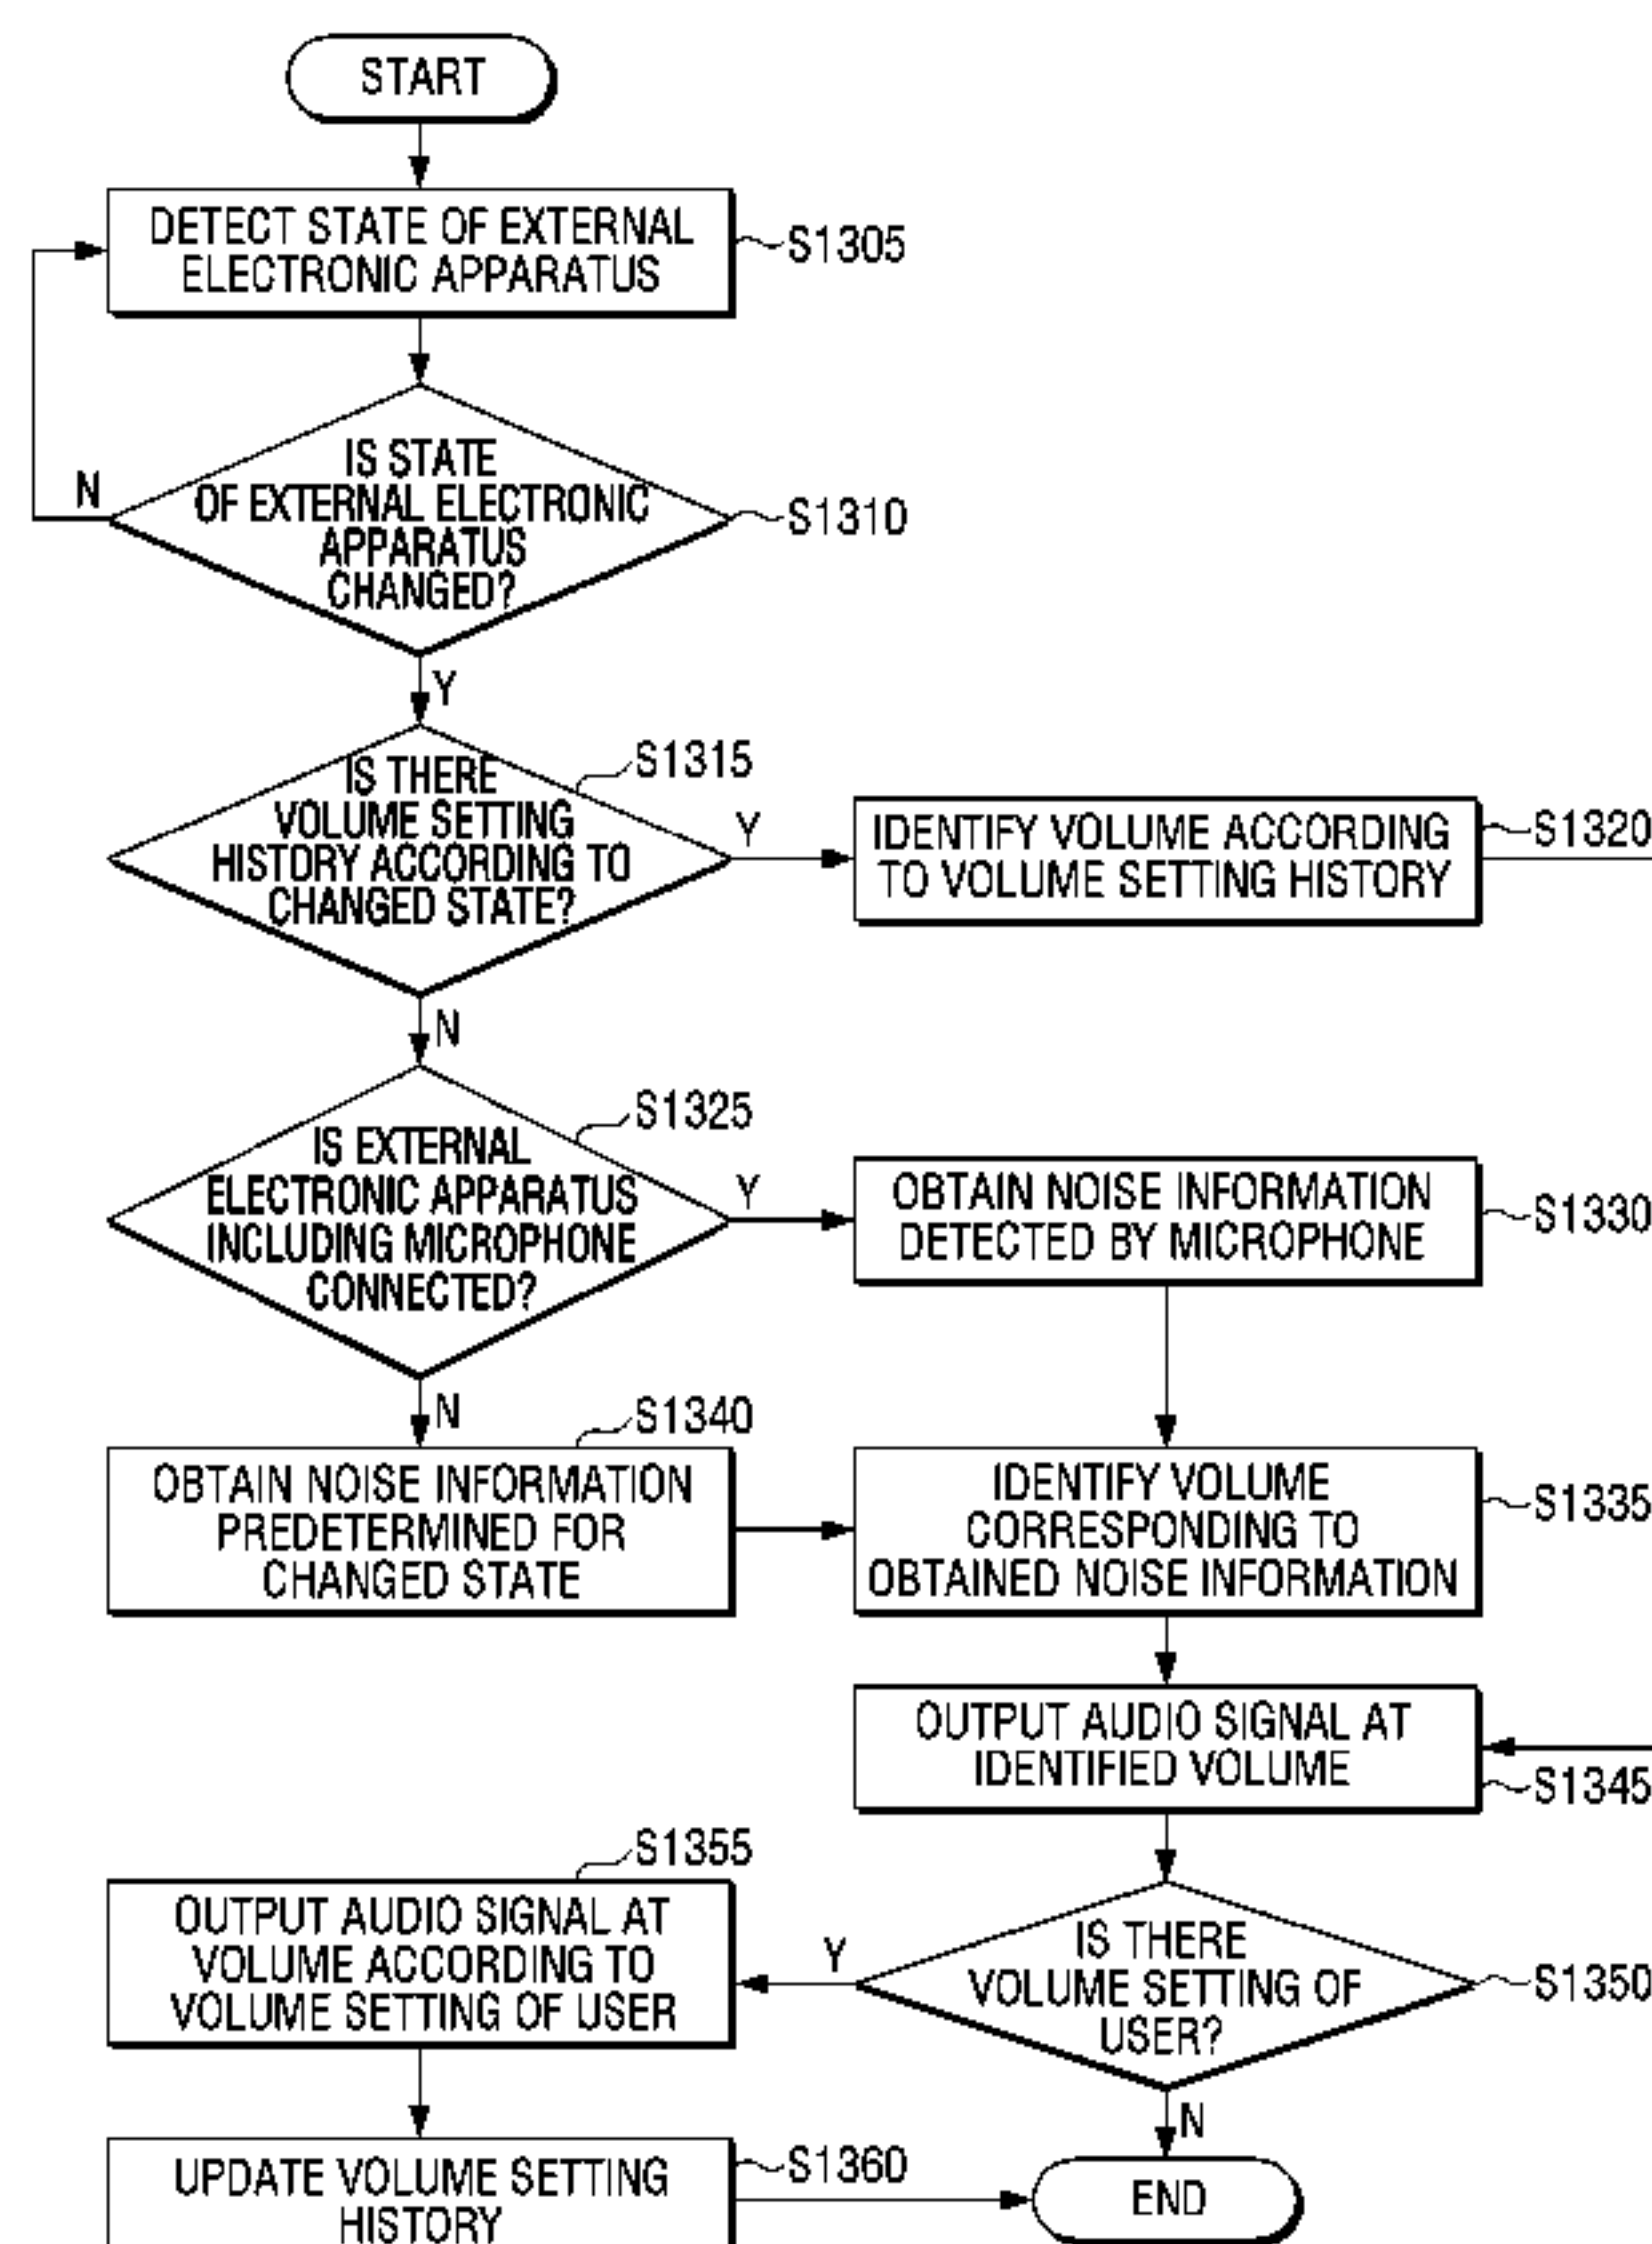 START
DETECT STATE OF EXTERNAL
ELECTRONIC APPARATUS
S1305
IS STATE
OF EXTERNAL ELECTRONIC
APPARATUS
CHANGED?
S1310
N
Y
IS THERE
VOLUME SETTING
HISTORY ACCORDING TO
CHANGED STATE?
S1315
Y
IDENTIFY VOLUME ACCORDING
TO VOLUME SETTING HISTORY
S1320
N
IS EXTERNAL
ELECTRONIC APPARATUS
INCLUDING MICROPHONE
CONNECTED?
S1325
Y
OBTAIN NOISE INFORMATION
DETECTED BY MICROPHONE
S1330
N
OBTAIN NOISE INFORMATION
PREDETERMINED FOR
CHANGED STATE
S1340
IDENTIFY VOLUME
CORRESPONDING TO
OBTAINED NOISE INFORMATION
S1335
OUTPUT AUDIO SIGNAL AT
IDENTIFIED VOLUME
S1345
IS THERE
VOLUME SETTING OF
USER?
S1350
Y
OUTPUT AUDIO SIGNAL AT
VOLUME ACCORDING TO
VOLUME SETTING OF USER
S1355
N
UPDATE VOLUME SETTING
HISTORY
S1360
END